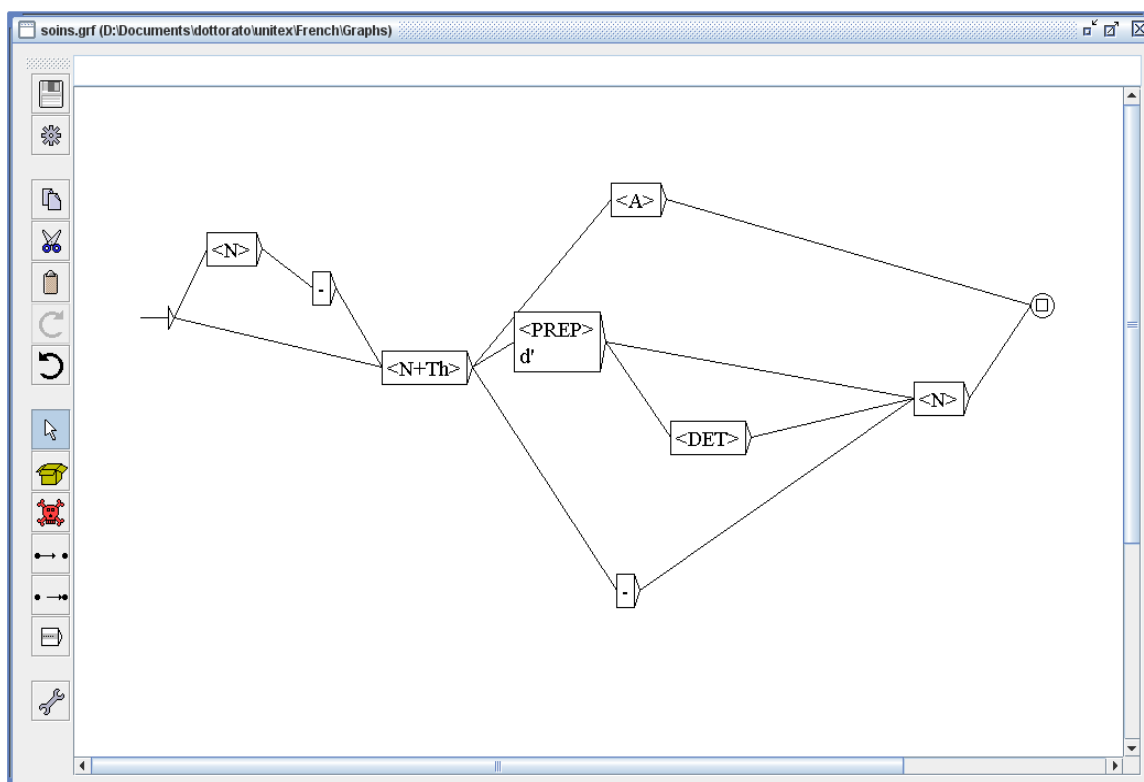 soins.grf (D:\Documents\dottorato\unitex\French\Graphs)
<A>
<N>
-
<PREP>
d'
<N+Th>
<N>
<DET>
-